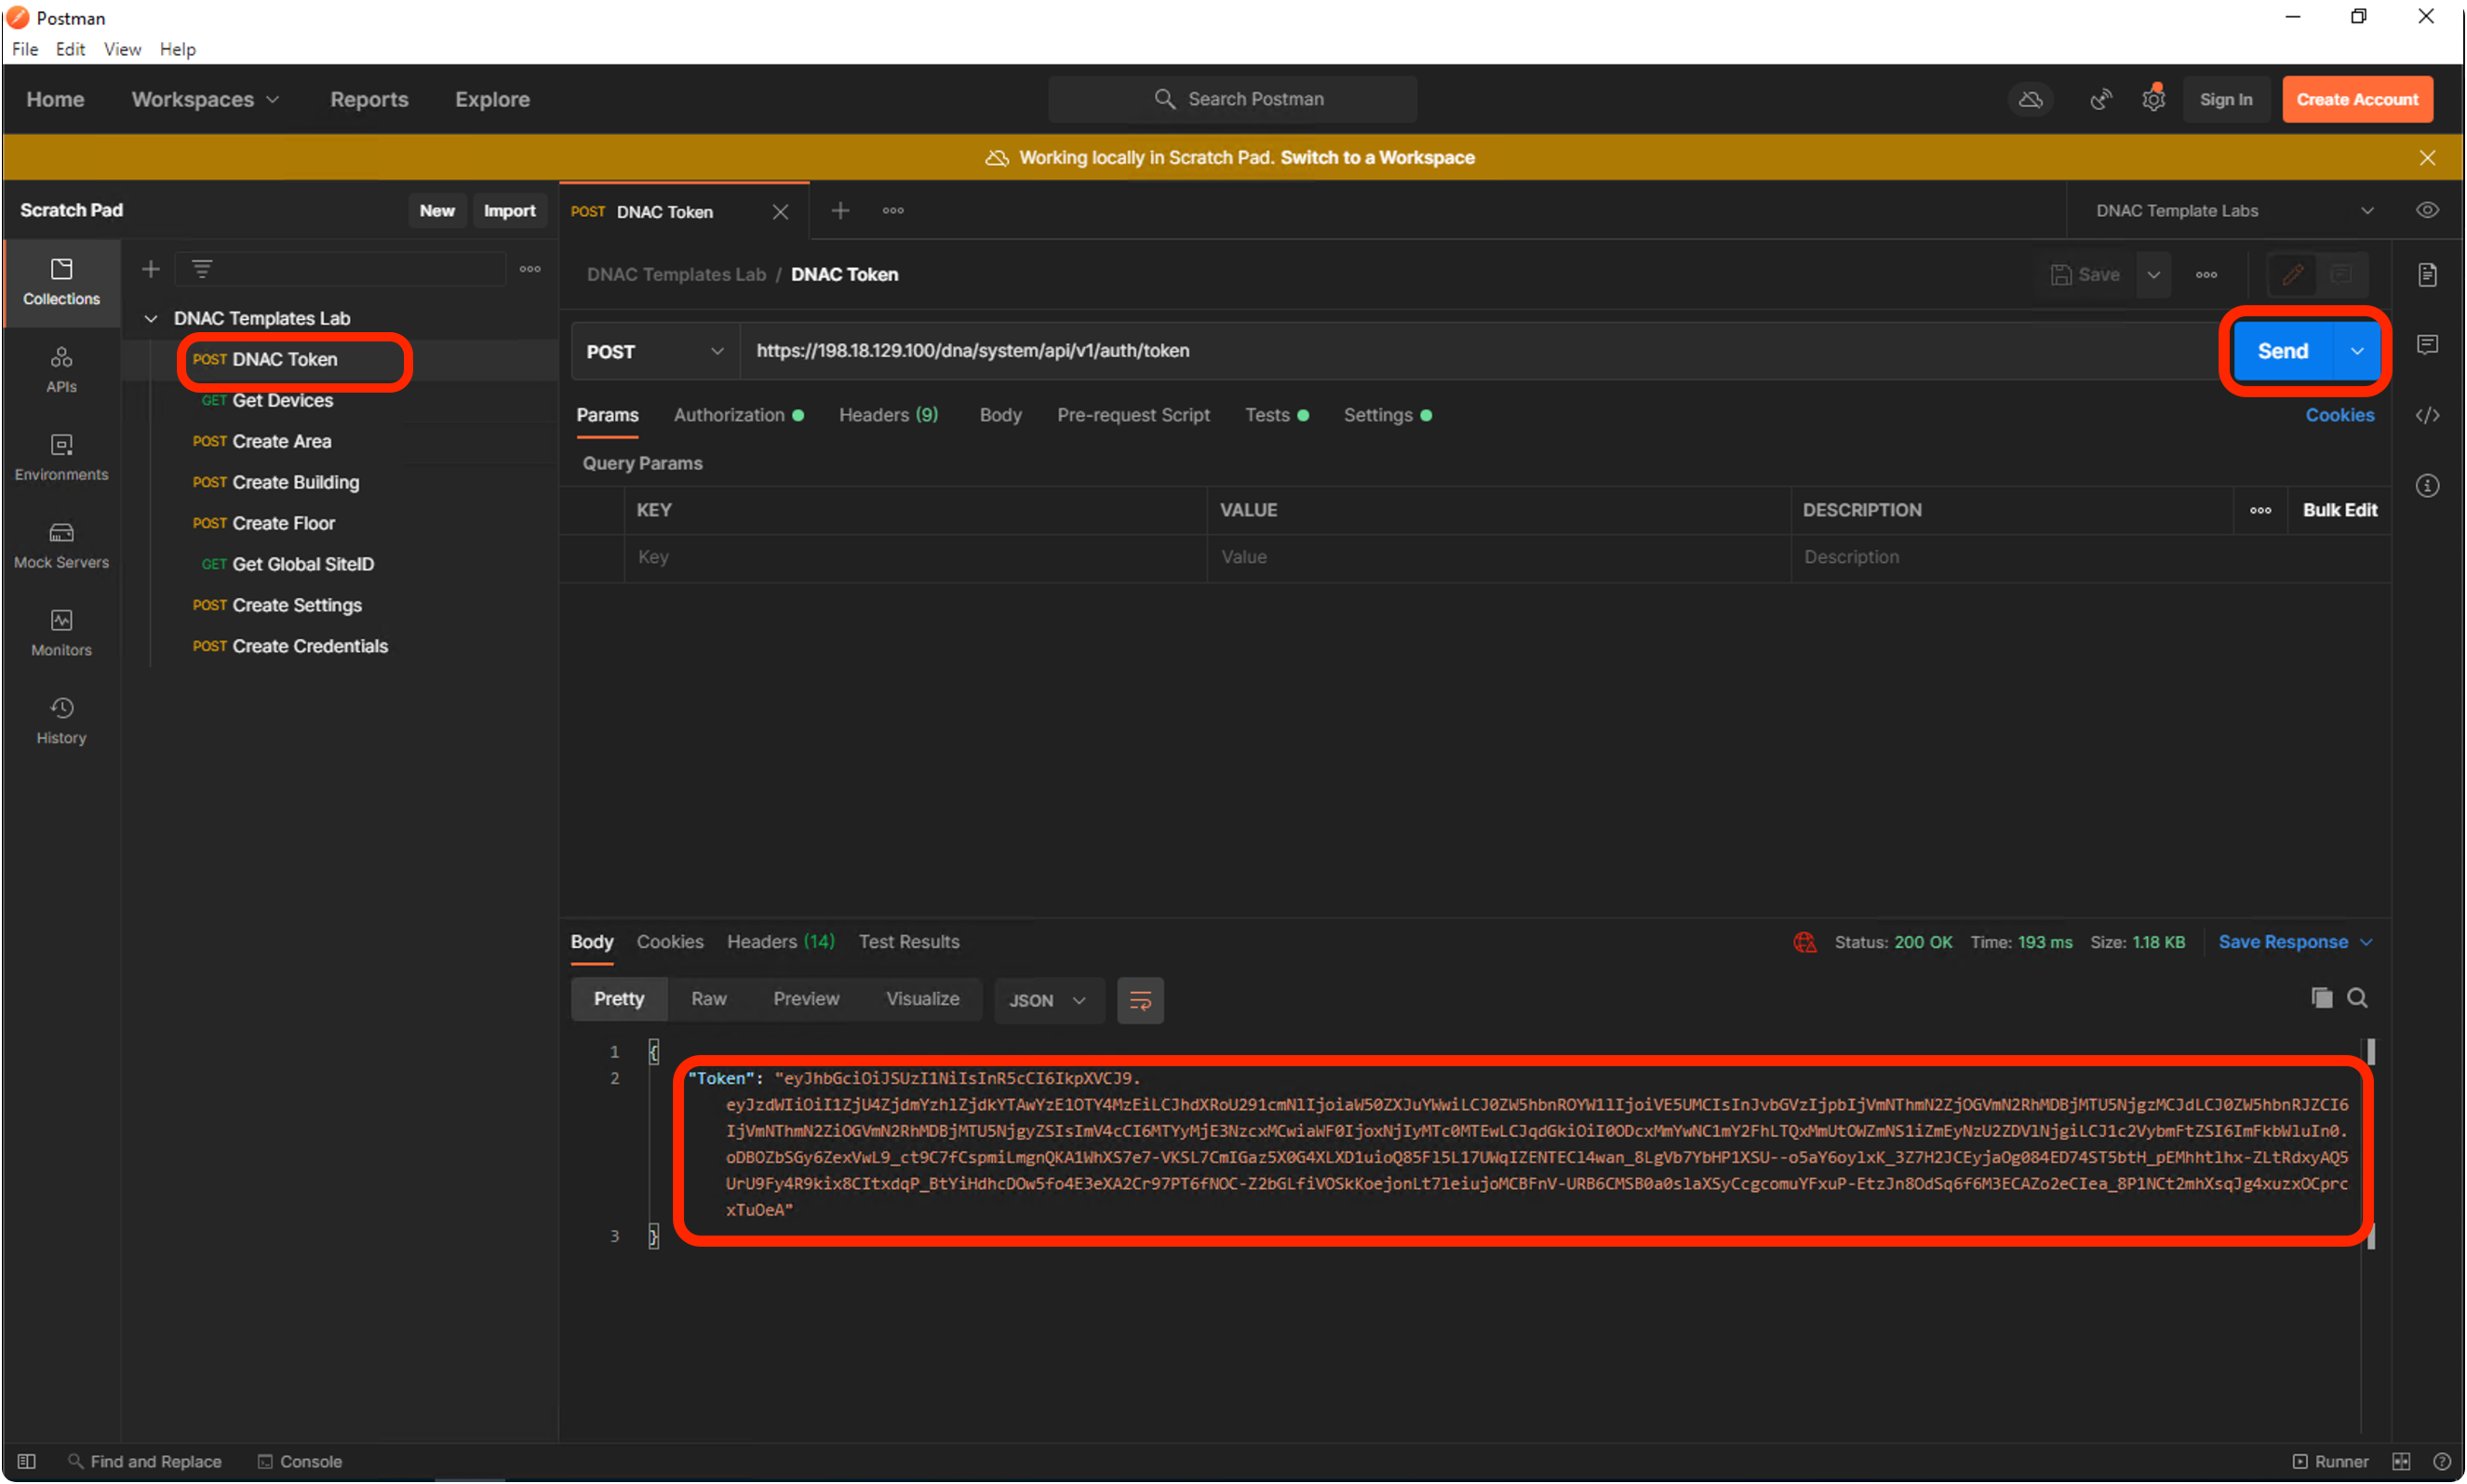 Postman
File Edit View Help
Home Workspaces Reports Explore Search Postman Sign In Create Account
Working locally in Scratch Pad. Switch to a Workspace
Scratch Pad New Import POST DNAC Token DNAC Template Labs
Collections
APIs
Environments
Mock Servers
Monitors
History
DNAC Templates Lab
POST DNAC Token
GET Get Devices
POST Create Area
POST Create Building
POST Create Floor
GET Get Global SiteID
POST Create Settings
POST Create Credentials
DNAC Templates Lab / DNAC Token Save
POST https://198.18.129.100/dna/system/api/v1/auth/token Send
Params Authorization Headers (9) Body Pre-request Script Tests Settings Cookies
Query Params
KEY VALUE DESCRIPTION Bulk Edit
Key Value Description
Body Cookies Headers (14) Test Results Status: 200 OK Time: 193 ms Size: 1.18 KB Save Response
Pretty Raw Preview Visualize JSON
1 {
2 "Token": "eyJhbGciOiJSUzI1NiIsInR5cCI6IkpXVCJ9.
eyJzdWIiOiI1ZjU4ZjdmYzhlZjdkYTAwYzE1OTY4MzEiLCJhdXRoU291cmNlIjoiaW50ZXJuYWwiLCJ0ZW5hbnROYW1lIjoiVE5UMCIsInJvbGVzIjpbIjVmNThmN2ZjOGVmN2RhMDBjMTU5NjgzMCJdLCJ0ZW5hbnRJZCI6
IjVmNThmN2ZiOGVmN2RhMDBjMTU5NjgyZSIsImV4cCI6MTYyMjE3NzcxMCwiaWF0IjoxNjIyMTc0MTEwLCJqdGkiOiI0ODcxMmYwNC1mY2FhLTQxMmUtOWZmNS1iZmEyNzU2ZDVlNjgiLCJ1c2VybmFtZSI6ImFkbWluIn0.
oDBOZbSGy6ZexVwL9_ct9C7fCspmiLmgnQKA1WhXS7e7-VKSL7CmIGaz5X0G4XLXD1uioQ85Fl5L17UWqIZENTECl4wan_8LgVb7YbHP1XSU--o5aY6oylxK_3Z7H2JCEyjaOg084ED74ST5btH_pEMhhtlhx-ZLtRdxyAQ5
UrU9Fy4R9kix8CItxdqP_BtYiHdhcDOw5fo4E3eXA2Cr97PT6fNOC-Z2bGLfiVOSkKoejonLt7leiujoMCBFnV-URB6CMSB0a0slaXSyCcgcomuYFxuP-EtzJn8OdSq6f6M3ECAZo2eCIea_8P1NCt2mhXsqJg4xuzxOCprc
xTuOeA"
3 }
Find and Replace Console Runner